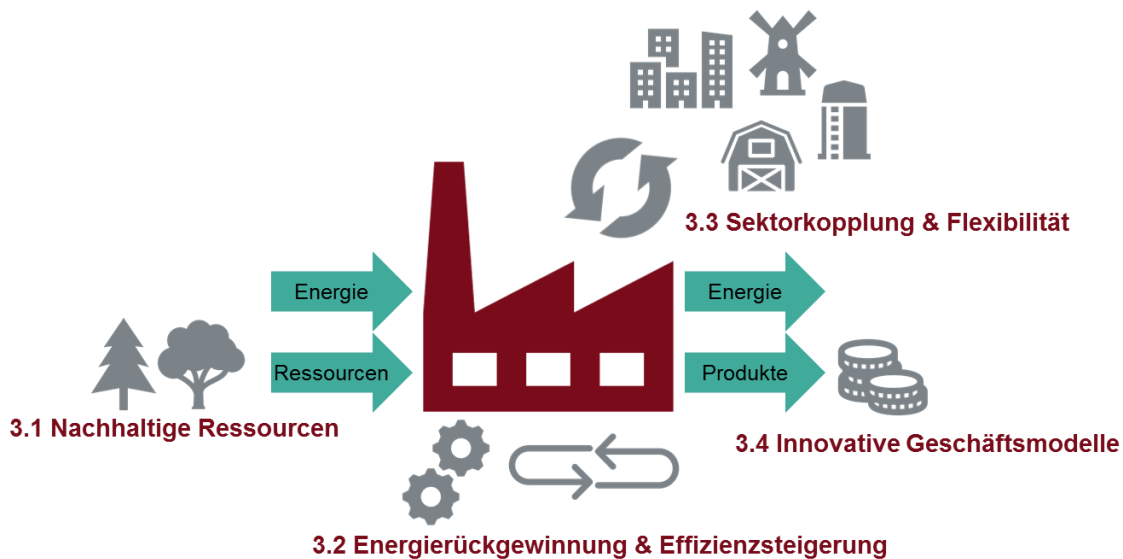 3.3 Sektorkopplung & Flexibilität
Energie
Energie
Ressourcen
Produkte
3.1 Nachhaltige Ressourcen
3.4 Innovative Geschäftsmodelle
3.2 Energierückgewinnung & Effizienzsteigerung